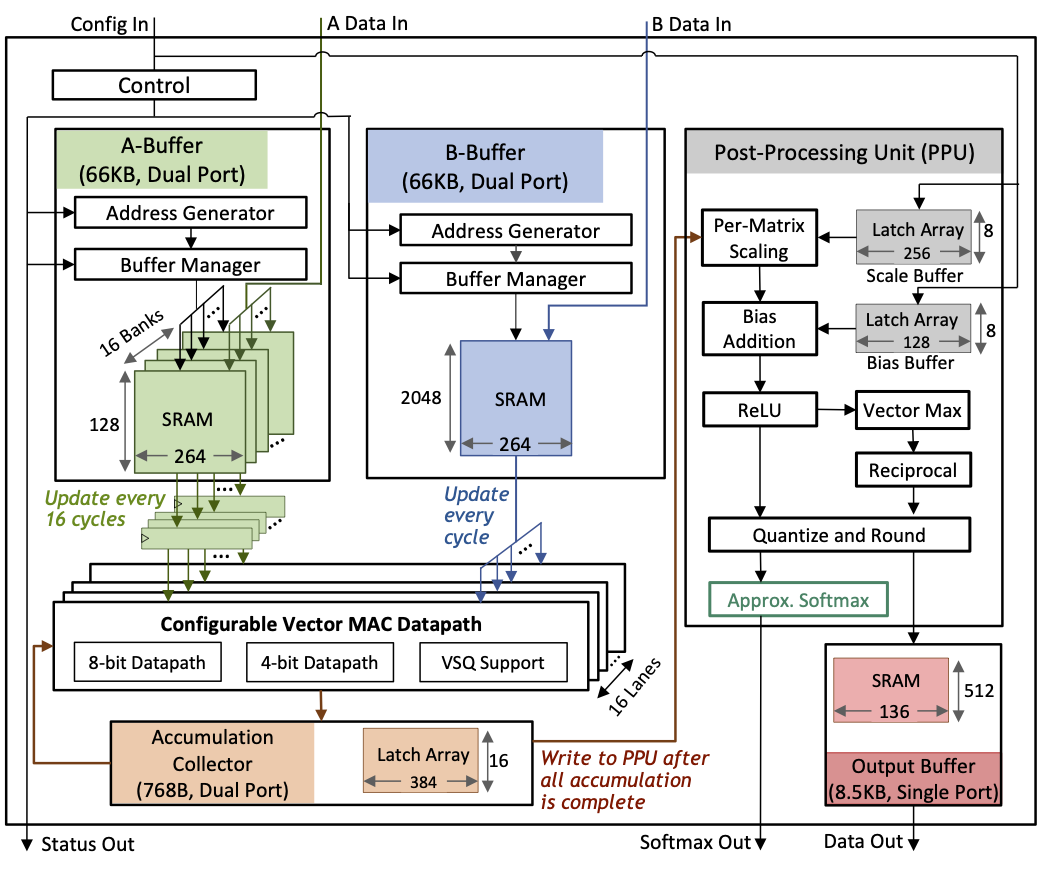 Config In
A Data In
B Data In
Control
A-Buffer
(66KB, Dual Port)
Address Generator
Buffer Manager
16 Banks
...
...
128
SRAM
264
...
Update every
16 cycles
...
...
...
B-Buffer
(66KB, Dual Port)
Address Generator
Buffer Manager
2048
SRAM
264
Update
every
cycle
...
Configurable Vector MAC Datapath
8-bit Datapath
4-bit Datapath
VSQ Support
...
16 Lanes
Accumulation
Collector
(768B, Dual Port)
Latch Array
384
16
Write to PPU after
all accumulation
is complete
Post-Processing Unit (PPU)
Per-Matrix
Scaling
Latch Array
256
8
Scale Buffer
Bias
Addition
Latch Array
128
8
Bias Buffer
ReLU
Vector Max
Reciprocal
Quantize and Round
Approx. Softmax
SRAM
136
512
Output Buffer
(8.5KB, Single Port)
Status Out
Softmax Out
Data Out